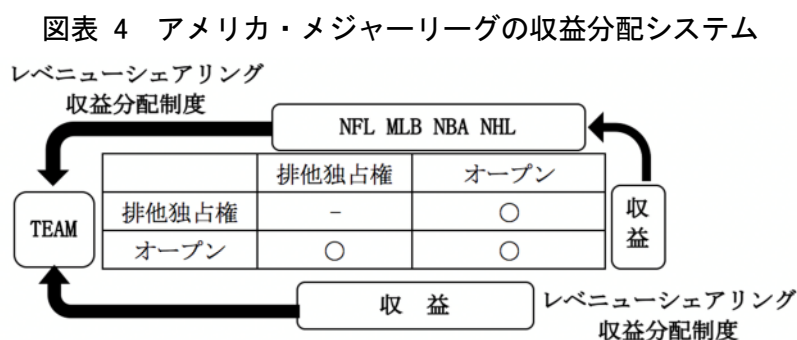 図表 4 アメリカ・メジャーリーグの収益分配システム
レベニューシェアリング
収益分配制度
NFL MLB NBA NHL
排他独占権 オープン
TEAM
排他独占権 - ○
オープン ○ ○
収
益
収 益
レベニューシェアリング
収益分配制度